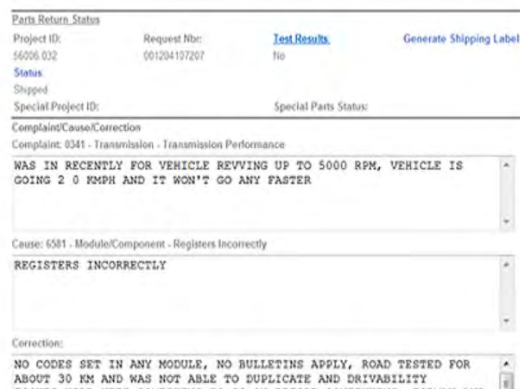 Parts Return Status
Project ID: Request Nbr: Test Results: Generate Shipping Label
56006.032 001204107207 No
Status:
Shipped
Special Project ID: Special Parts Status:
Complaint/Cause/Correction
Complaint: 0341 - Transmission - Transmission Performance
WAS IN RECENTLY FOR VEHICLE REVVING UP TO 5000 RPM, VEHICLE IS
GOING 2 0 KMPH AND IT WON'T GO ANY FASTER
Cause: 6581 - Module/Component - Registers Incorrectly
REGISTERS INCORRECTLY
Correction:
NO CODES SET IN ANY MODULE, NO BULLETINS APPLY, ROAD TESTED FOR
ABOUT 30 KM AND WAS NOT ABLE TO DUPLICATE AND DRIVABILITY